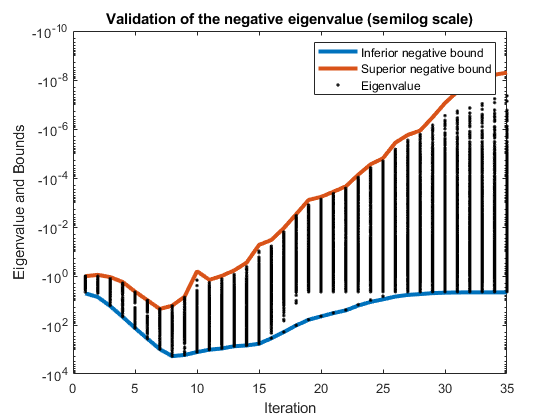 Validation of the negative eigenvalue (semilog scale)
-10^-10
-10^-8
-10^-6
-10^-4
-10^-2
-10^0
-10^2
-10^4
Eigenvalue and Bounds
Inferior negative bound
Superior negative bound
Eigenvalue
0 5 10 15 20 25 30 35
Iteration